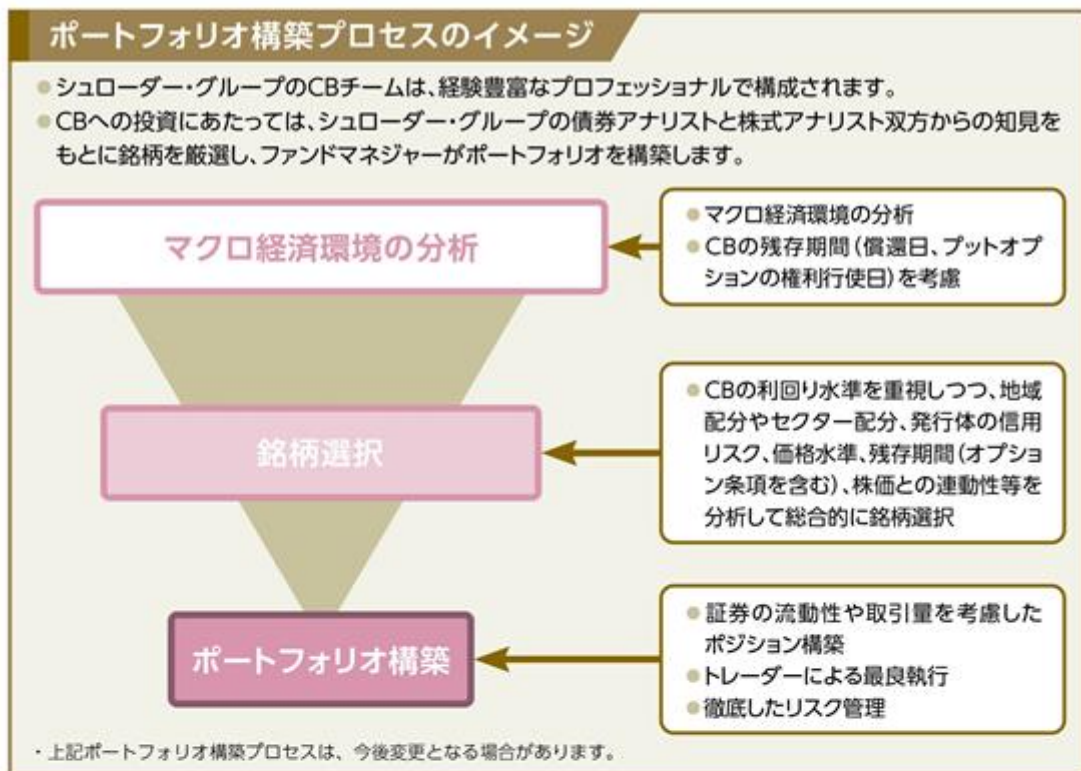 ポートフォリオ構築プロセスのイメージ
●シュローダー・グループのCBチームは、経験豊富なプロフェッショナルで構成されます。
●CBへの投資にあたっては、シュローダー・グループの債券アナリストと株式アナリスト双方からの知見を
もとに銘柄を厳選し、ファンドマネジャーがポートフォリオを構築します。
マクロ経済環境の分析
●マクロ経済環境の分析
●CBの残存期間(償還日、プットオプ
ションの権利行使日)を考慮
銘柄選択
●CBの利回り水準を重視しつつ、地域
配分やセクター配分、発行体の信用
リスク、価格水準、残存期間(オプション
条項を含む)、株価との連動性等を
分析して総合的に銘柄選択
ポートフォリオ構築
●証券の流動性や取引量を考慮した
ポジション構築
●トレーダーによる最良執行
●徹底したリスク管理
・上記ポートフォリオ構築プロセスは、今後変更となる場合があります。